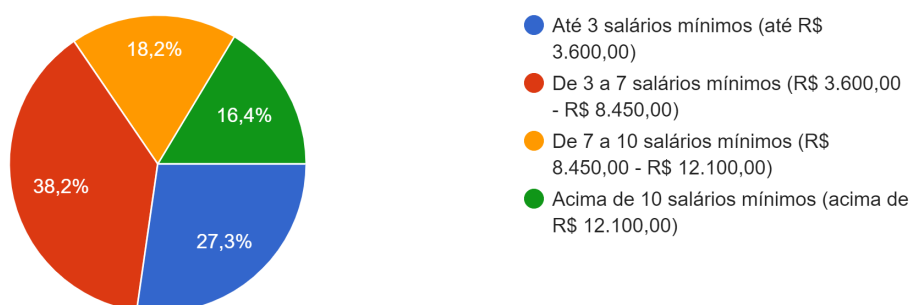 18,2%
16,4%
38,2%
27,3%
Até 3 salários mínimos (até R$
3.600,00)
De 3 a 7 salários mínimos (R$ 3.600,00
- R$ 8.450,00)
De 7 a 10 salários mínimos (R$
8.450,00 - R$ 12.100,00)
Acima de 10 salários mínimos (acima de
R$ 12.100,00)